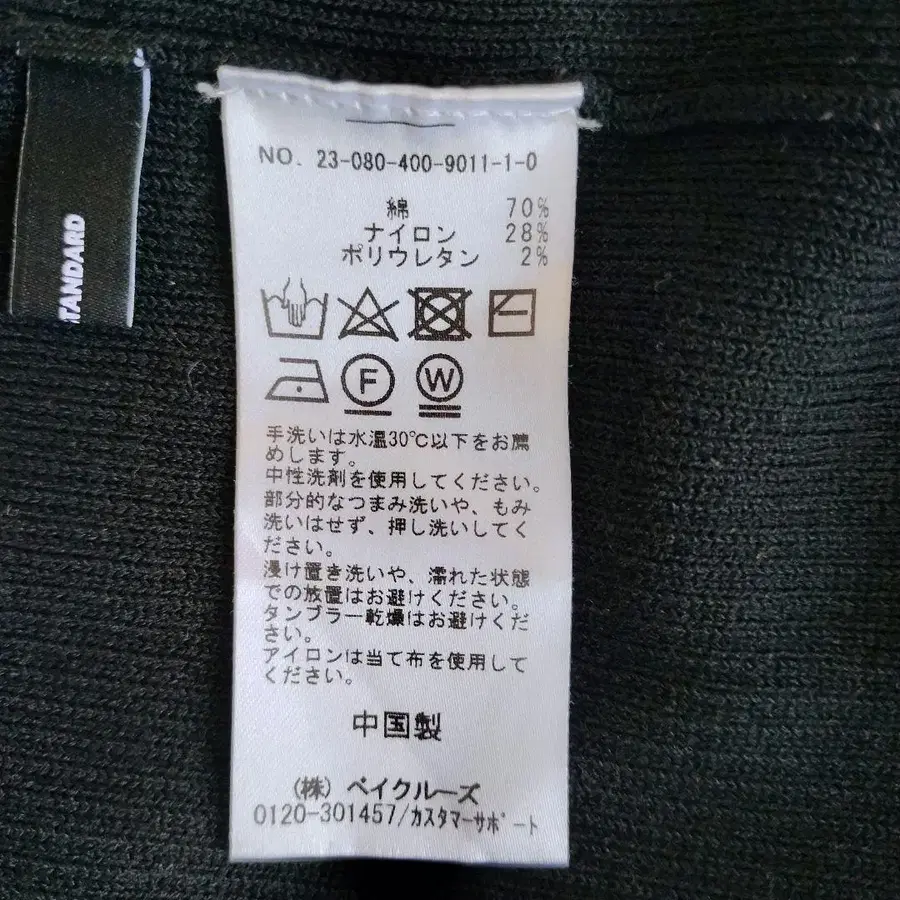 TANDARD
NO. 23-080-400-9011-1-0
綿 70%
ナイロン 28%
ポリウレタン 2%
F W
手洗いは水温30℃以下をお薦
めします。
中性洗剤を使用してください。
部分的なつまみ洗いや、もみ
洗いはせず、押し洗いしてく
ださい。
浸け置き洗いや、濡れた状態
での放置はお避けください。
タンブラー乾燥はお避けくだ
さい。
アイロンは当て布を使用して
ください。
中国製
(株) ベイクルーズ
0120-301457/カスタマーサポート